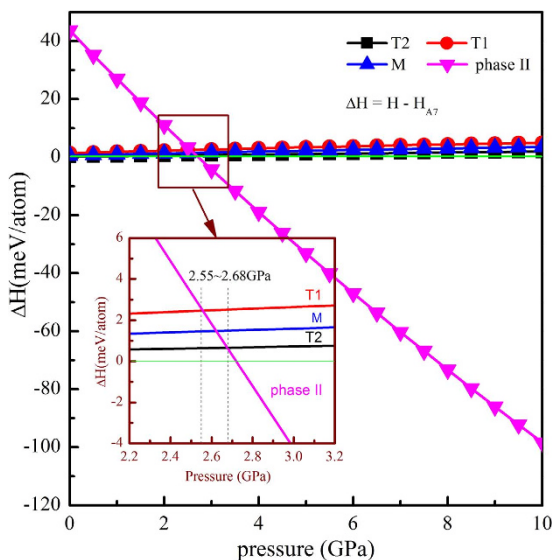 40
20
0
-20
-40
-60
-80
-100
-120
ΔH(meV/atom)
T2 T1
M phase II
ΔH = H - H_A7
6
4
2
0
-2
-4
ΔH(meV/atom)
2.55~2.68GPa
T1
M
T2
phase II
2.2 2.4 2.6 2.8 3.0 3.2
Pressure (GPa)
0 2 4 6 8 10
pressure (GPa)